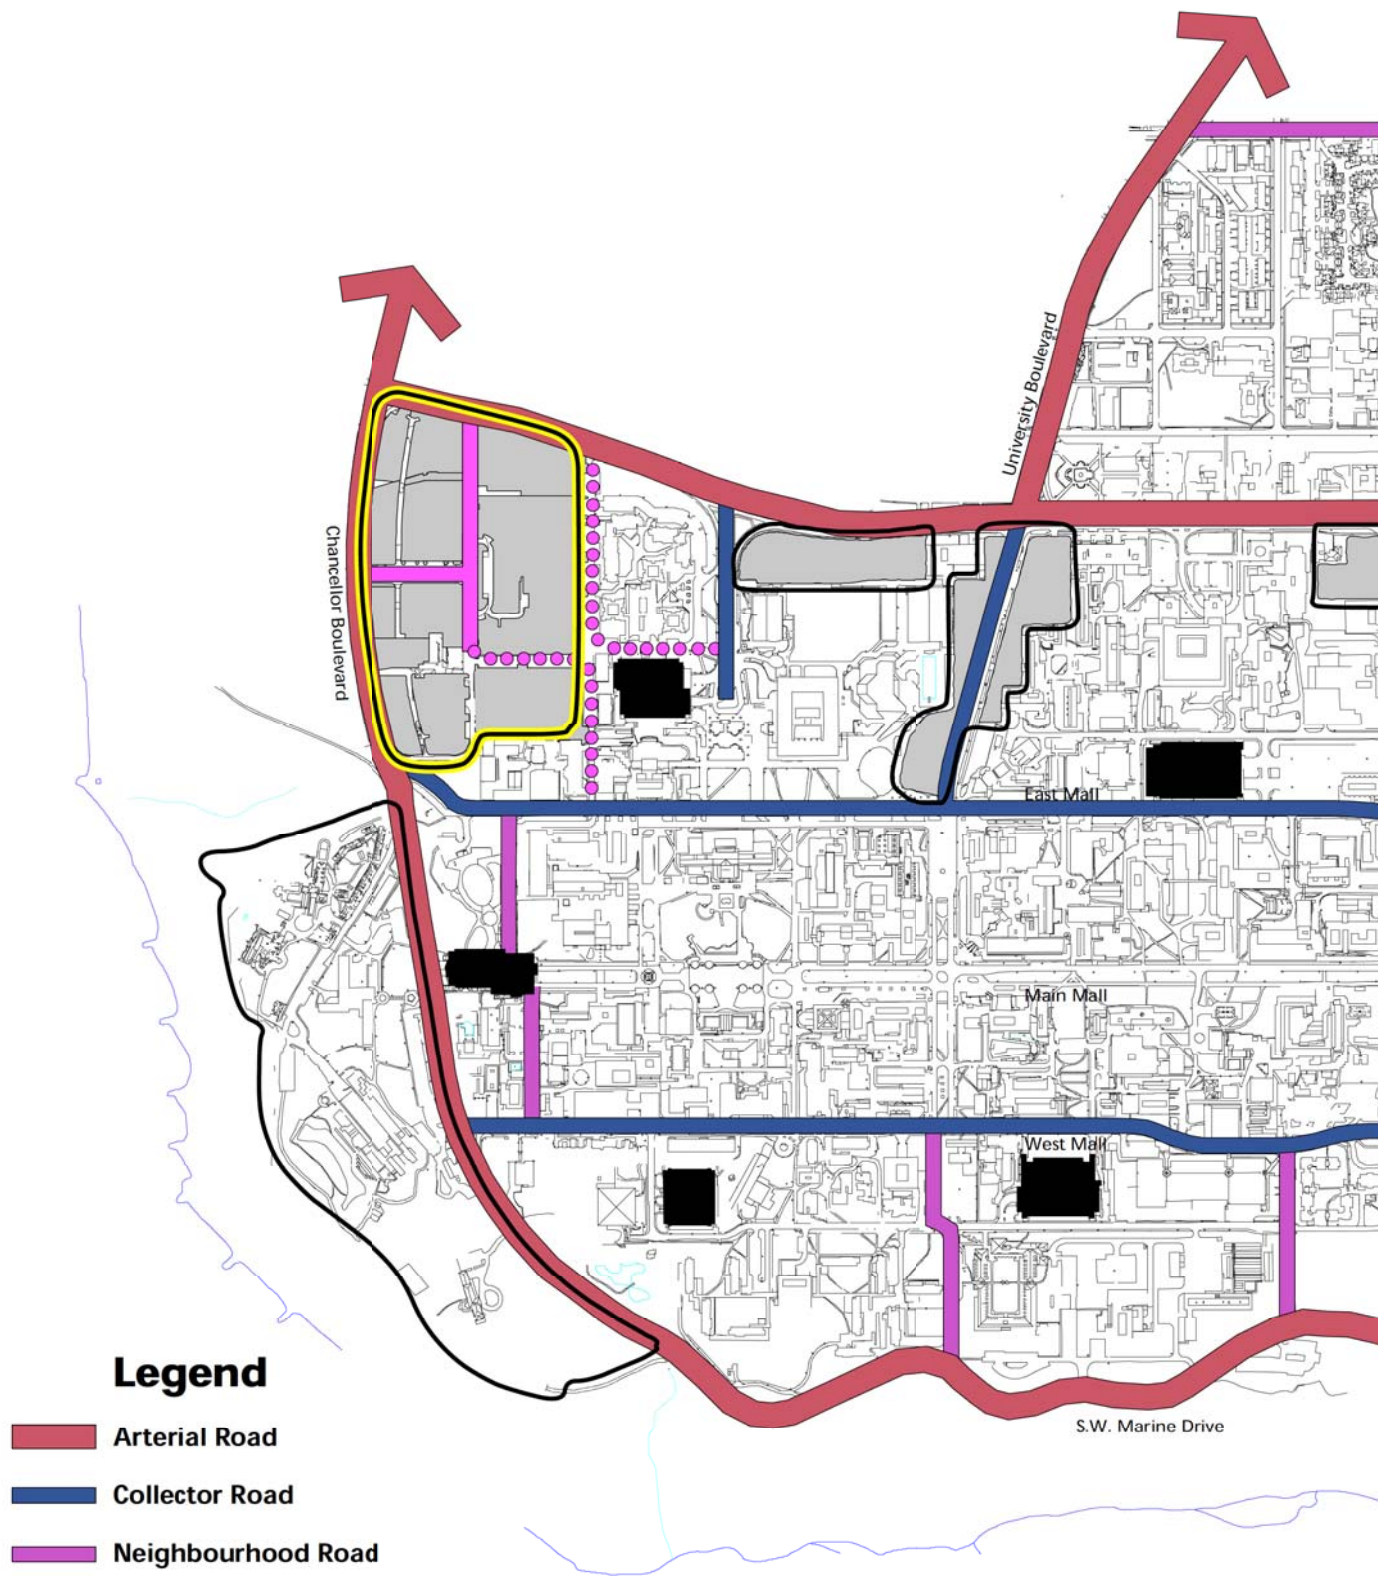 University Boulevard
Chancellor Boulevard
East Mall
Main Mall
West Mall
S.W. Marine Drive
Legend
Arterial Road
Collector Road
Neighbourhood Road